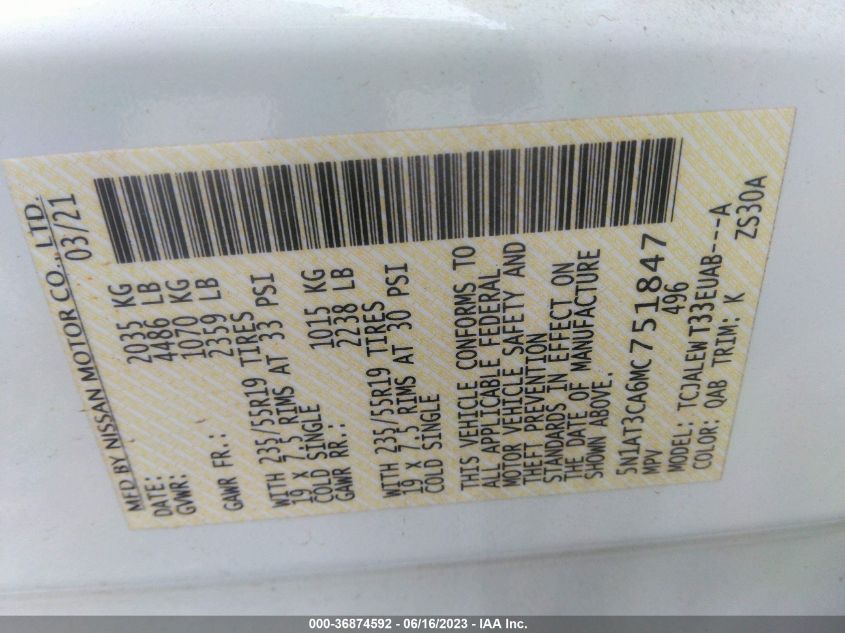 MFD BY NISSAN MOTOR CO., LTD.
DATE: 03/21
GVWR: 2035 KG
4486 LB
GAWR FR.: 1070 KG
2359 LB
WITH 235/55R19 TIRES
19 X 7.5 RIMS AT 33 PSI
COLD SINGLE
GAWR RR.: 1015 KG
2238 LB
WITH 235/55R19 TIRES
19 X 7.5 RIMS AT 30 PSI
COLD SINGLE
THIS VEHICLE CONFORMS TO
ALL APPLICABLE FEDERAL
MOTOR VEHICLE SAFETY AND
THEFT PREVENTION
STANDARDS IN EFFECT ON
THE DATE OF MANUFACTURE
SHOWN ABOVE.
5N1AT3CA6MC751847
MPV 496
MODEL: TCJALEWT33EUAB---A
COLOR: QAB TRIM: K ZS30A
000-36874592 - 06/16/2023 - IAA Inc.